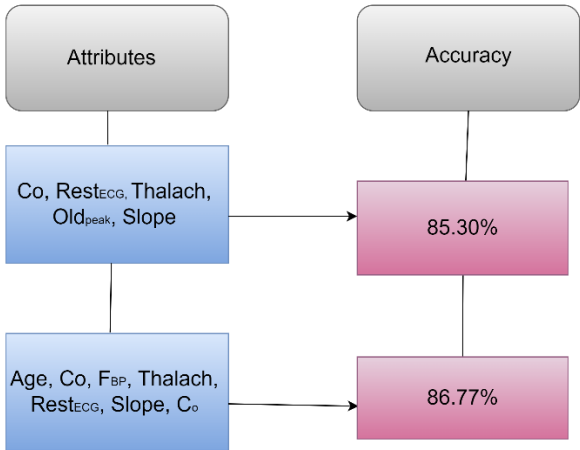 Attributes
Accuracy
Co, RestECG, Thalach,
Oldpeak, Slope
85.30%
Age, Co, FBP, Thalach,
RestECG, Slope, Co
86.77%